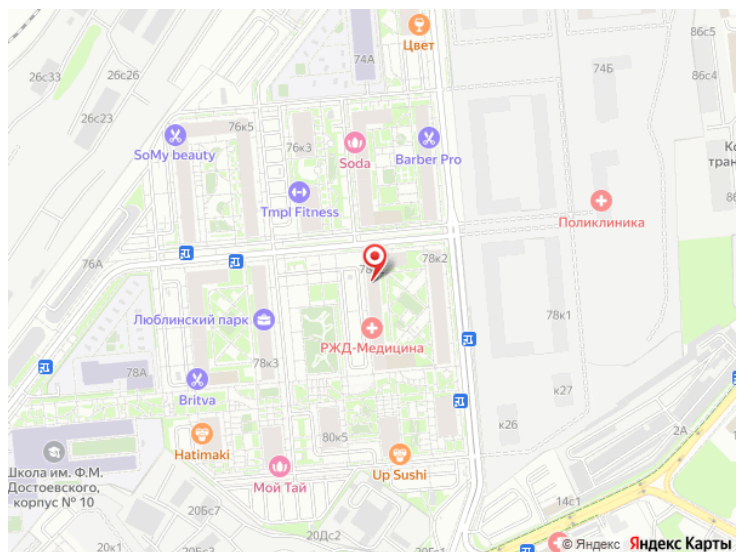 86с5
Цвет
74А
74Б
86с4
26с33
26с26
26с23
76к5
76к3
SoMy beauty
Soda
Barber Pro
Tmpl Fitness
Поликлиника
76А
78к2
Люблинский парк
78к1
РЖД-Медицина
78к3
78А
Britva
к27
к26
2А
80к5
Hatimaki
Up Sushi
Школа им. Ф.М.
Достоевского,
корпус № 10
Мой Тай
14с1
20Бс7
20Дс2
20к1
© Яндекс Яндекс Карты